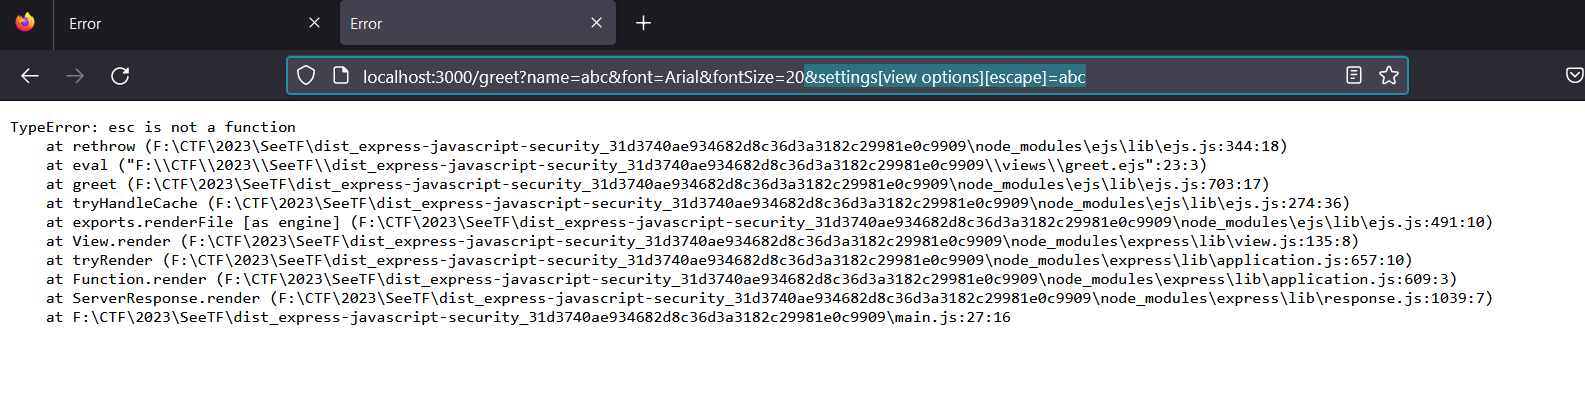 Error
Error
localhost:3000/greet?name=abc&font=Arial&fontSize=20&settings[view options][escape]=abc
TypeError: esc is not a function
at rethrow (F:\CTF\2023\SeeTF\dist_express-javascript-security_31d3740ae934682d8c36d3a3182c29981e0c9909\node_modules\ejs\lib\ejs.js:344:18)
at eval ("F:\\CTF\\2023\\SeeTF\\dist_express-javascript-security_31d3740ae934682d8c36d3a3182c29981e0c9909\\views\\greet.ejs":23:3)
at greet (F:\CTF\2023\SeeTF\dist_express-javascript-security_31d3740ae934682d8c36d3a3182c29981e0c9909\node_modules\ejs\lib\ejs.js:703:17)
at tryHandleCache (F:\CTF\2023\SeeTF\dist_express-javascript-security_31d3740ae934682d8c36d3a3182c29981e0c9909\node_modules\ejs\lib\ejs.js:274:36)
at exports.renderFile [as engine] (F:\CTF\2023\SeeTF\dist_express-javascript-security_31d3740ae934682d8c36d3a3182c29981e0c9909\node_modules\ejs\lib\ejs.js:491:10)
at View.render (F:\CTF\2023\SeeTF\dist_express-javascript-security_31d3740ae934682d8c36d3a3182c29981e0c9909\node_modules\express\lib\view.js:135:8)
at tryRender (F:\CTF\2023\SeeTF\dist_express-javascript-security_31d3740ae934682d8c36d3a3182c29981e0c9909\node_modules\express\lib\application.js:657:10)
at Function.render (F:\CTF\2023\SeeTF\dist_express-javascript-security_31d3740ae934682d8c36d3a3182c29981e0c9909\node_modules\express\lib\application.js:609:3)
at ServerResponse.render (F:\CTF\2023\SeeTF\dist_express-javascript-security_31d3740ae934682d8c36d3a3182c29981e0c9909\node_modules\express\lib\response.js:1039:7)
at F:\CTF\2023\SeeTF\dist_express-javascript-security_31d3740ae934682d8c36d3a3182c29981e0c9909\main.js:27:16